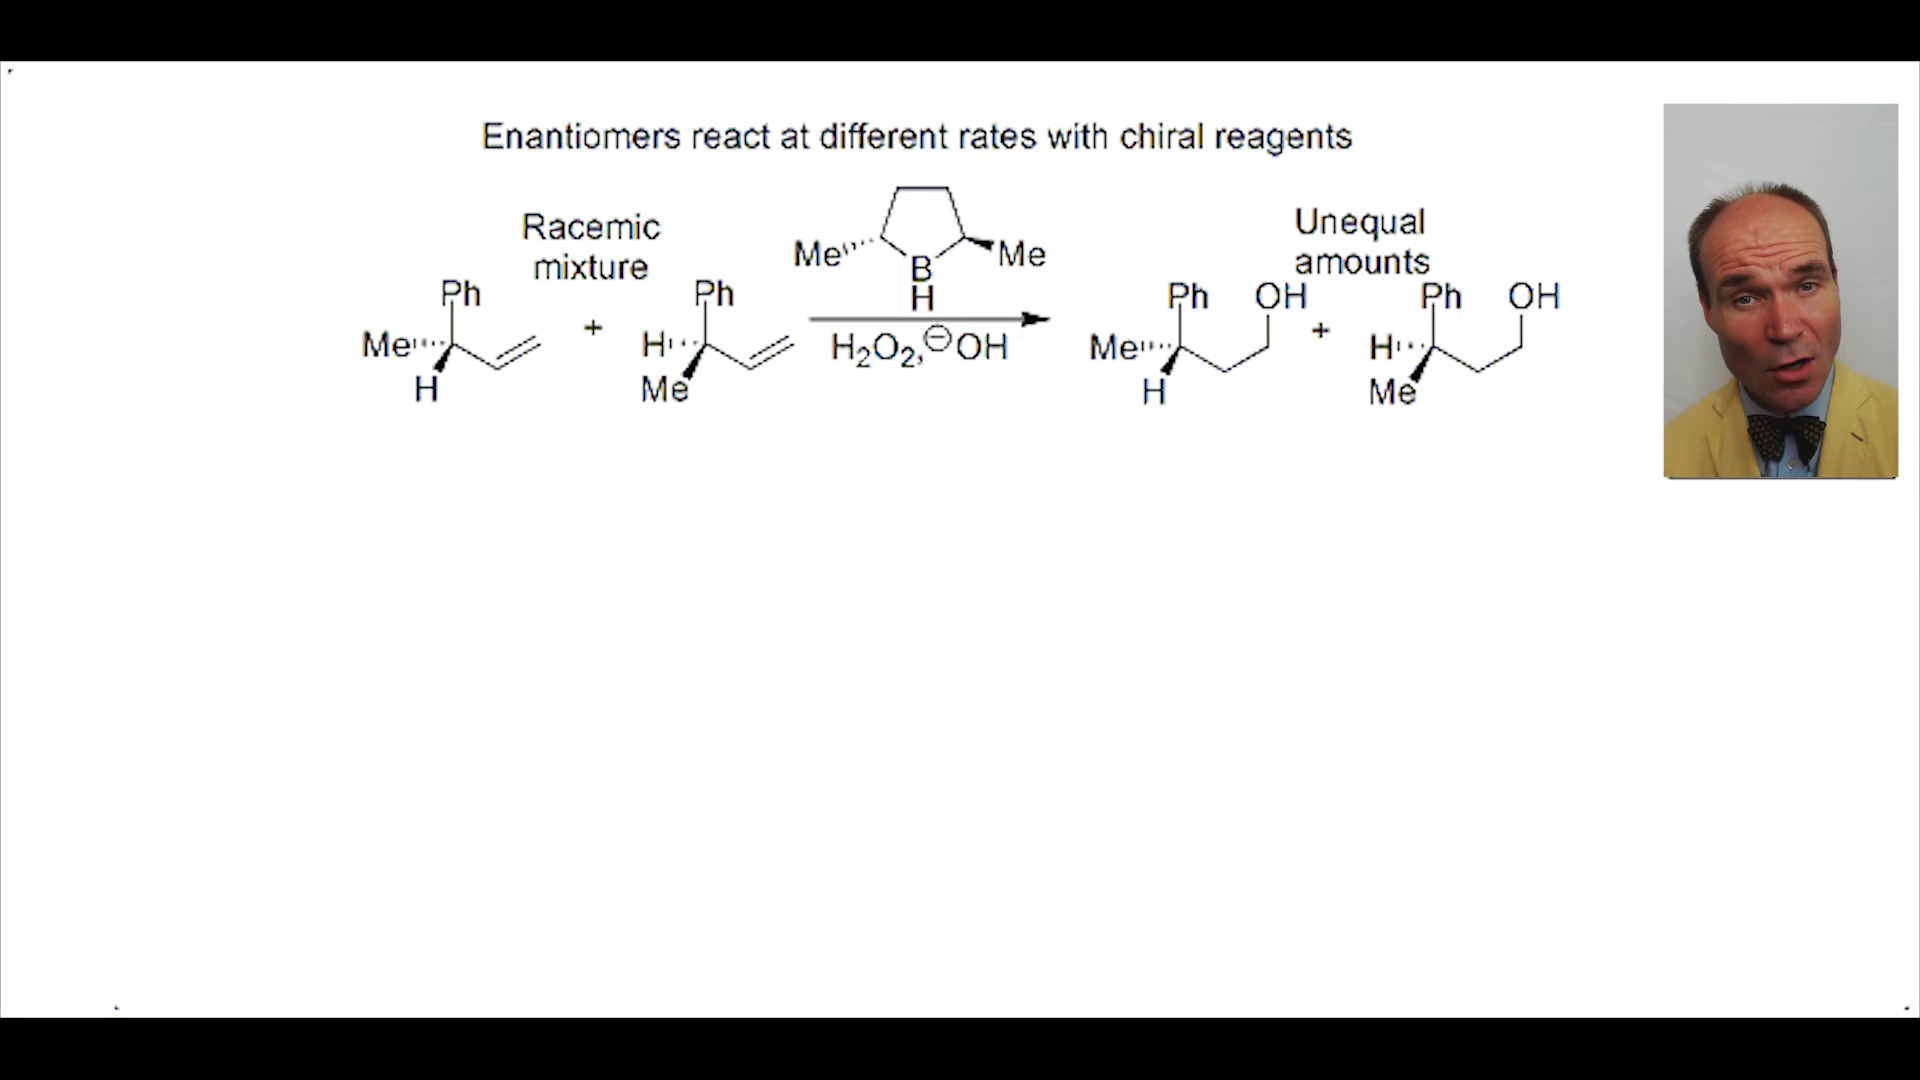 Enantiomers react at different rates with chiral reagents
Racemic
mixture
Me
Me
B
H
Unequal
amounts
Ph
Me
H
+
Ph
H
Me
H₂O₂,⊖OH
Ph
OH
Me
H
+
Ph
OH
H
Me